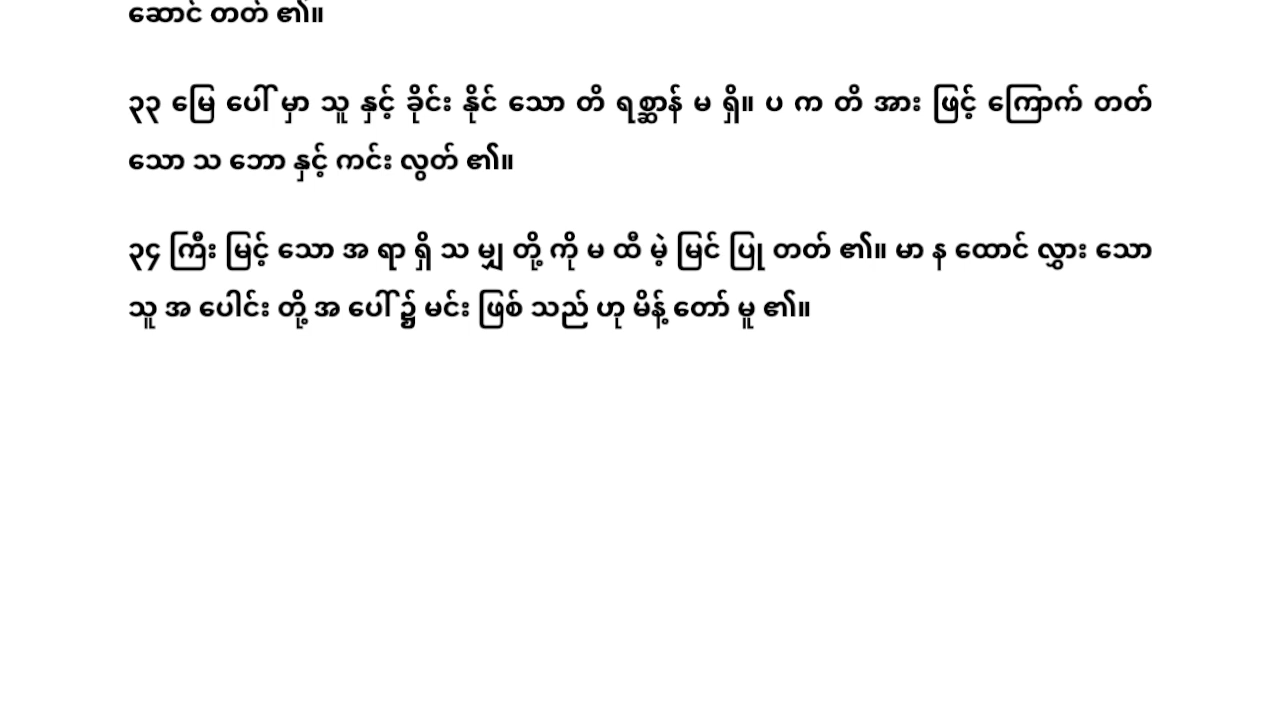 ဆောင် တတ် ၏။
၃၃ မြေ ပေါ် မှာ သူ နှင့် ခိုင်း နိုင် သော တိ ရစ္ဆာန် မ ရှိ။ ပ က တိ အား ဖြင့် ကြောက် တတ်
သော သ ဘော နှင့် ကင်း လွတ် ၏။
၃၄ ကြီး မြင့် သော အ ရာ ရှိ သ မျှ တို့ ကို မ ထီ မဲ့ မြင် ပြု တတ် ၏။ မာ န ထောင် လွှား သော
သူ အ ပေါင်း တို့ အ ပေါ် ၌ မင်း ဖြစ် သည် ဟု မိန့် တော် မူ ၏။